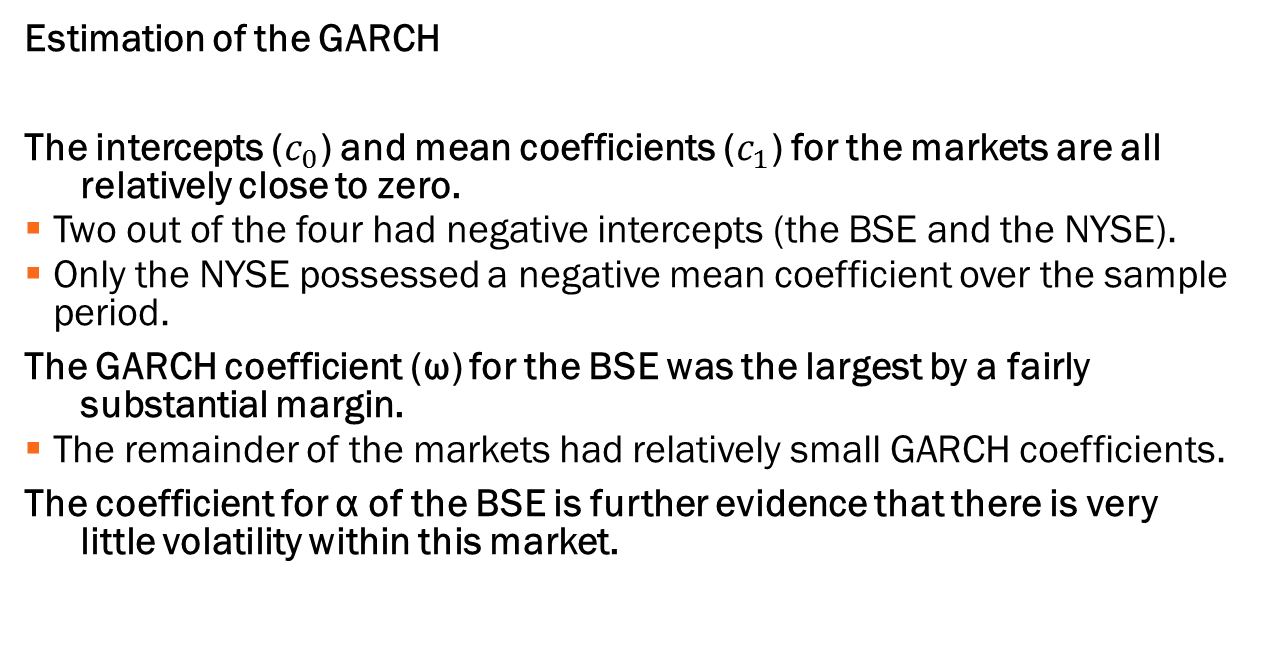 Estimation of the GARCH
The intercepts (c₀) and mean coefficients (c₁) for the markets are all
relatively close to zero.
▪ Two out of the four had negative intercepts (the BSE and the NYSE).
▪ Only the NYSE possessed a negative mean coefficient over the sample
period.
The GARCH coefficient (ω) for the BSE was the largest by a fairly
substantial margin.
▪ The remainder of the markets had relatively small GARCH coefficients.
The coefficient for α of the BSE is further evidence that there is very
little volatility within this market.